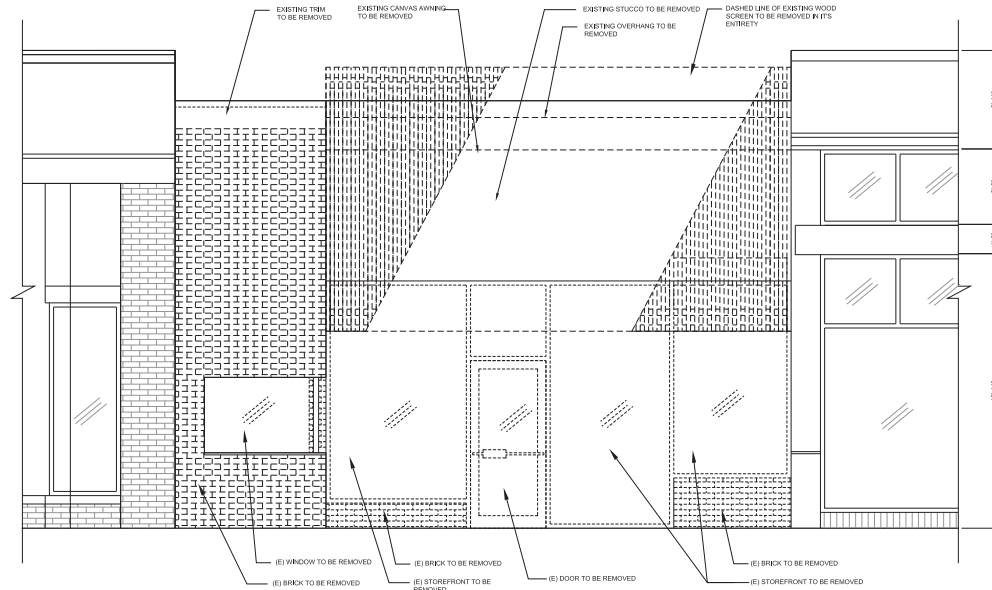 EXISTING TRIM
TO BE REMOVED
EXISTING CANVAS AWNING
TO BE REMOVED
EXISTING STUCCO TO BE REMOVED
EXISTING OVERHANG TO BE
REMOVED
DASHED LINE OF EXISTING WOOD
SCREEN TO BE REMOVED IN IT'S
ENTIRETY
(E) WINDOW TO BE REMOVED
(E) BRICK TO BE REMOVED
(E) BRICK TO BE REMOVED
(E) STOREFRONT TO BE
REMOVED
(E) DOOR TO BE REMOVED
(E) BRICK TO BE REMOVED
(E) STOREFRONT TO BE REMOVED